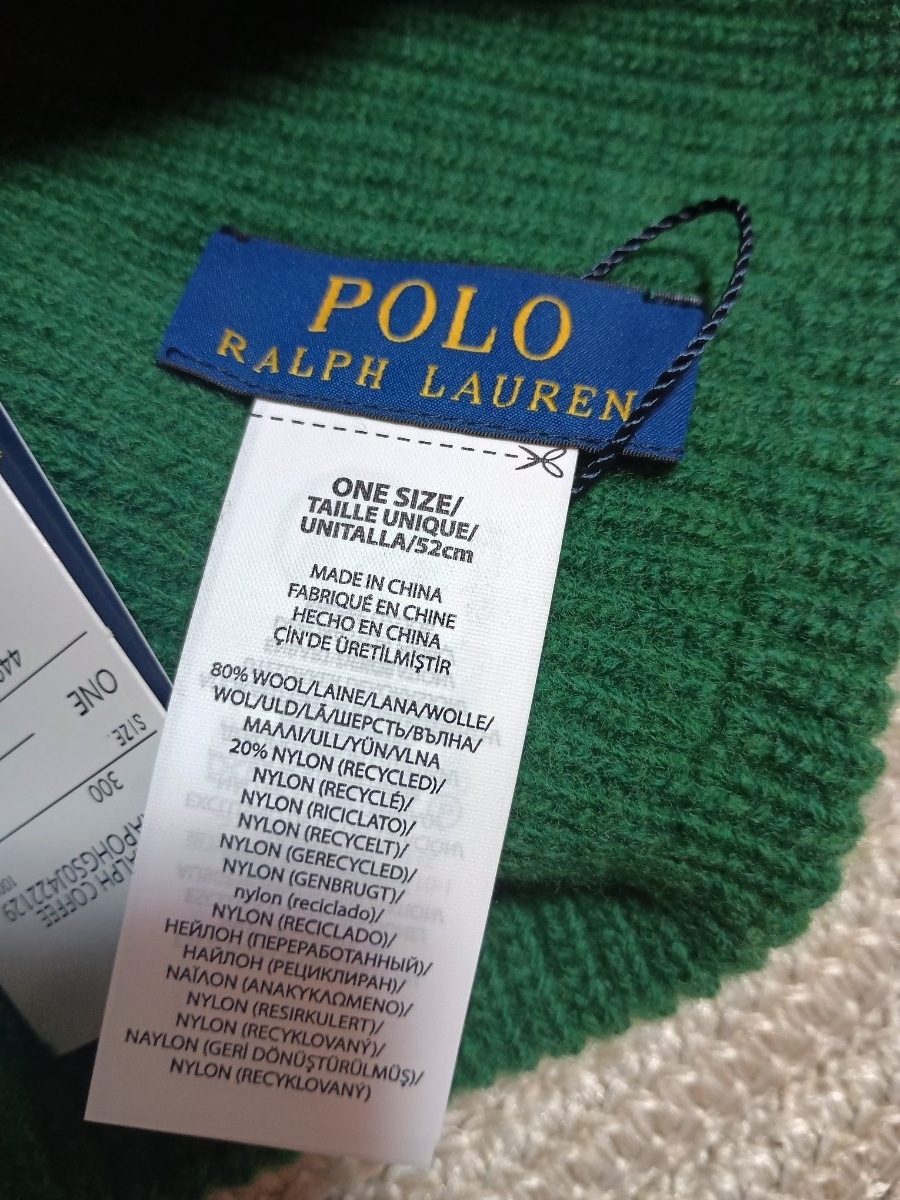 POLO
RALPH LAUREN
ONE SIZE/
TAILLE UNIQUE/
UNITALLA/52cm
MADE IN CHINA
FABRIQUÉ EN CHINE
HECHO EN CHINA
ÇİN'DE ÜRETİLMİŞTİR
80% WOOL/LAINE/LANA/WOLLE/
WOL/ULD/LÃ/ШЕРСТЬ/ВЪЛНА/
ΜΑΛΛΙ/ULL/YÜN/VLNA
20% NYLON (RECYCLED)/
NYLON (RECYCLÉ)/
NYLON (RICICLATO)/
NYLON (RECYCELT)/
NYLON (GERECYCLED)/
NYLON (GENBRUGT)/
nylon (reciclado)/
NYLON (RECICLADO)/
НЕЙЛОН (ПЕРЕРАБОТАННЫЙ)/
НАЙЛОН (РЕЦИКЛИРАН)/
ΝΑΪΛΟΝ (ΑΝΑΚΥΚΛΩΜΕΝΟ)/
NYLON (RESIRKULERT)/
NYLON (RECYKLOVANÝ)/
NAYLON (GERİ DÖNÜŞTÜRÜLMÜŞ)/
NYLON (RECYKLOVANÝ)
RALPH COFFEE
APOHGS0J422129
300
SIZE:
ONE